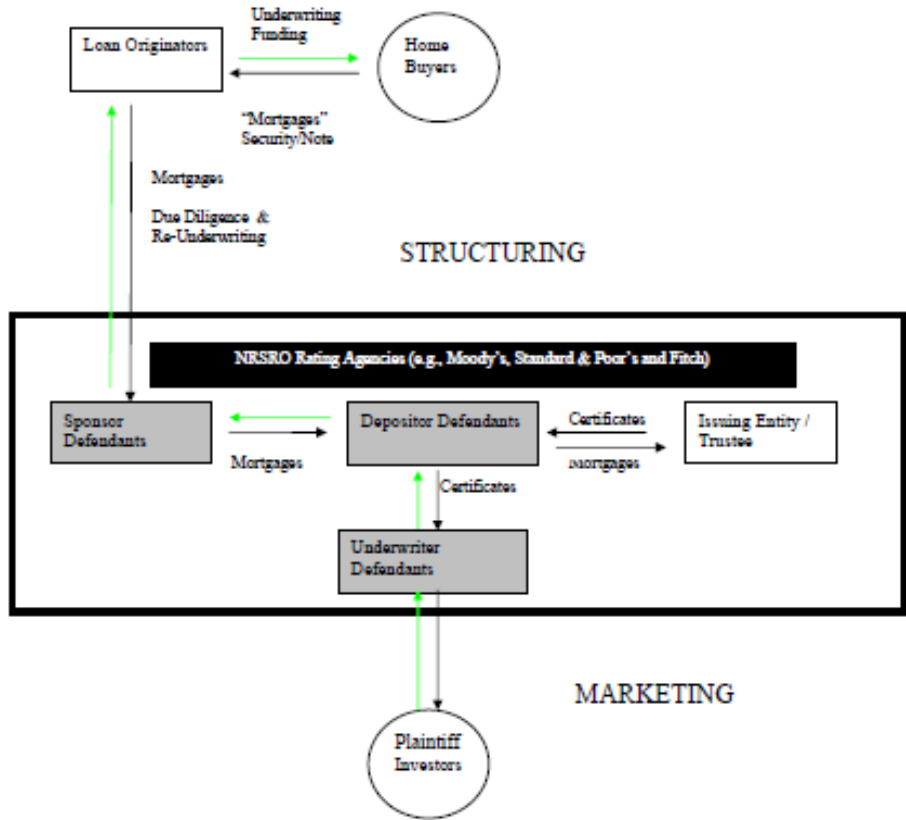 Underwriting
Funding
Loan Originators
Home
Buyers
"Mortgages"
Security/Note
Mortgages
Due Diligence &
Re-Underwriting
STRUCTURING
NRSRO Rating Agencies (e.g., Moody's, Standard & Poor's and Fitch)
Sponsor
Defendants
Depositor Defendants
Certificates
Issuing Entity /
Trustee
Mortgages
Mortgages
Certificates
Underwriter
Defendants
MARKETING
Plaintiff
Investors